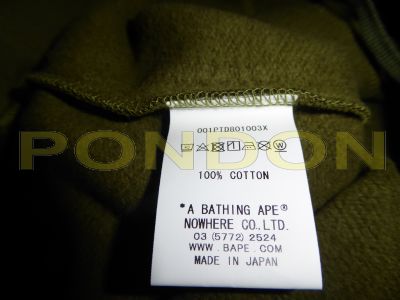 001PTD801003X
100% COTTON
PONDON
"A BATHING APE®
NOWHERE CO.,LTD.
03 (5772) 2524
WWW.BAPE.COM
MADE IN JAPAN